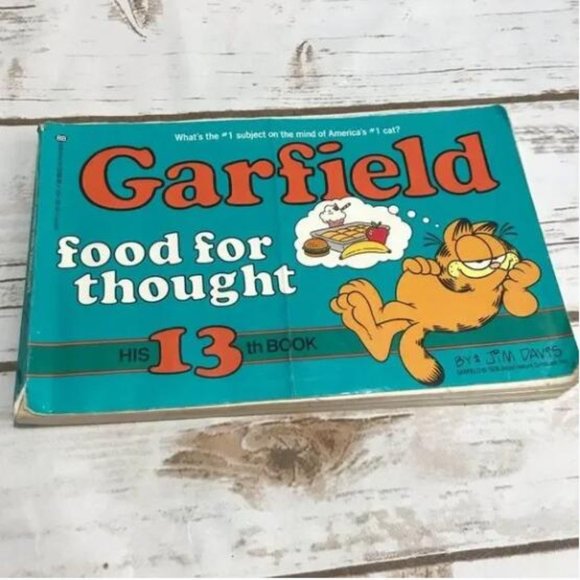 BB
What's the #1 subject on the mind of America's #1 cat?
Garfield
food for
thought
HIS 13th BOOK
BY: JIM DAVIS